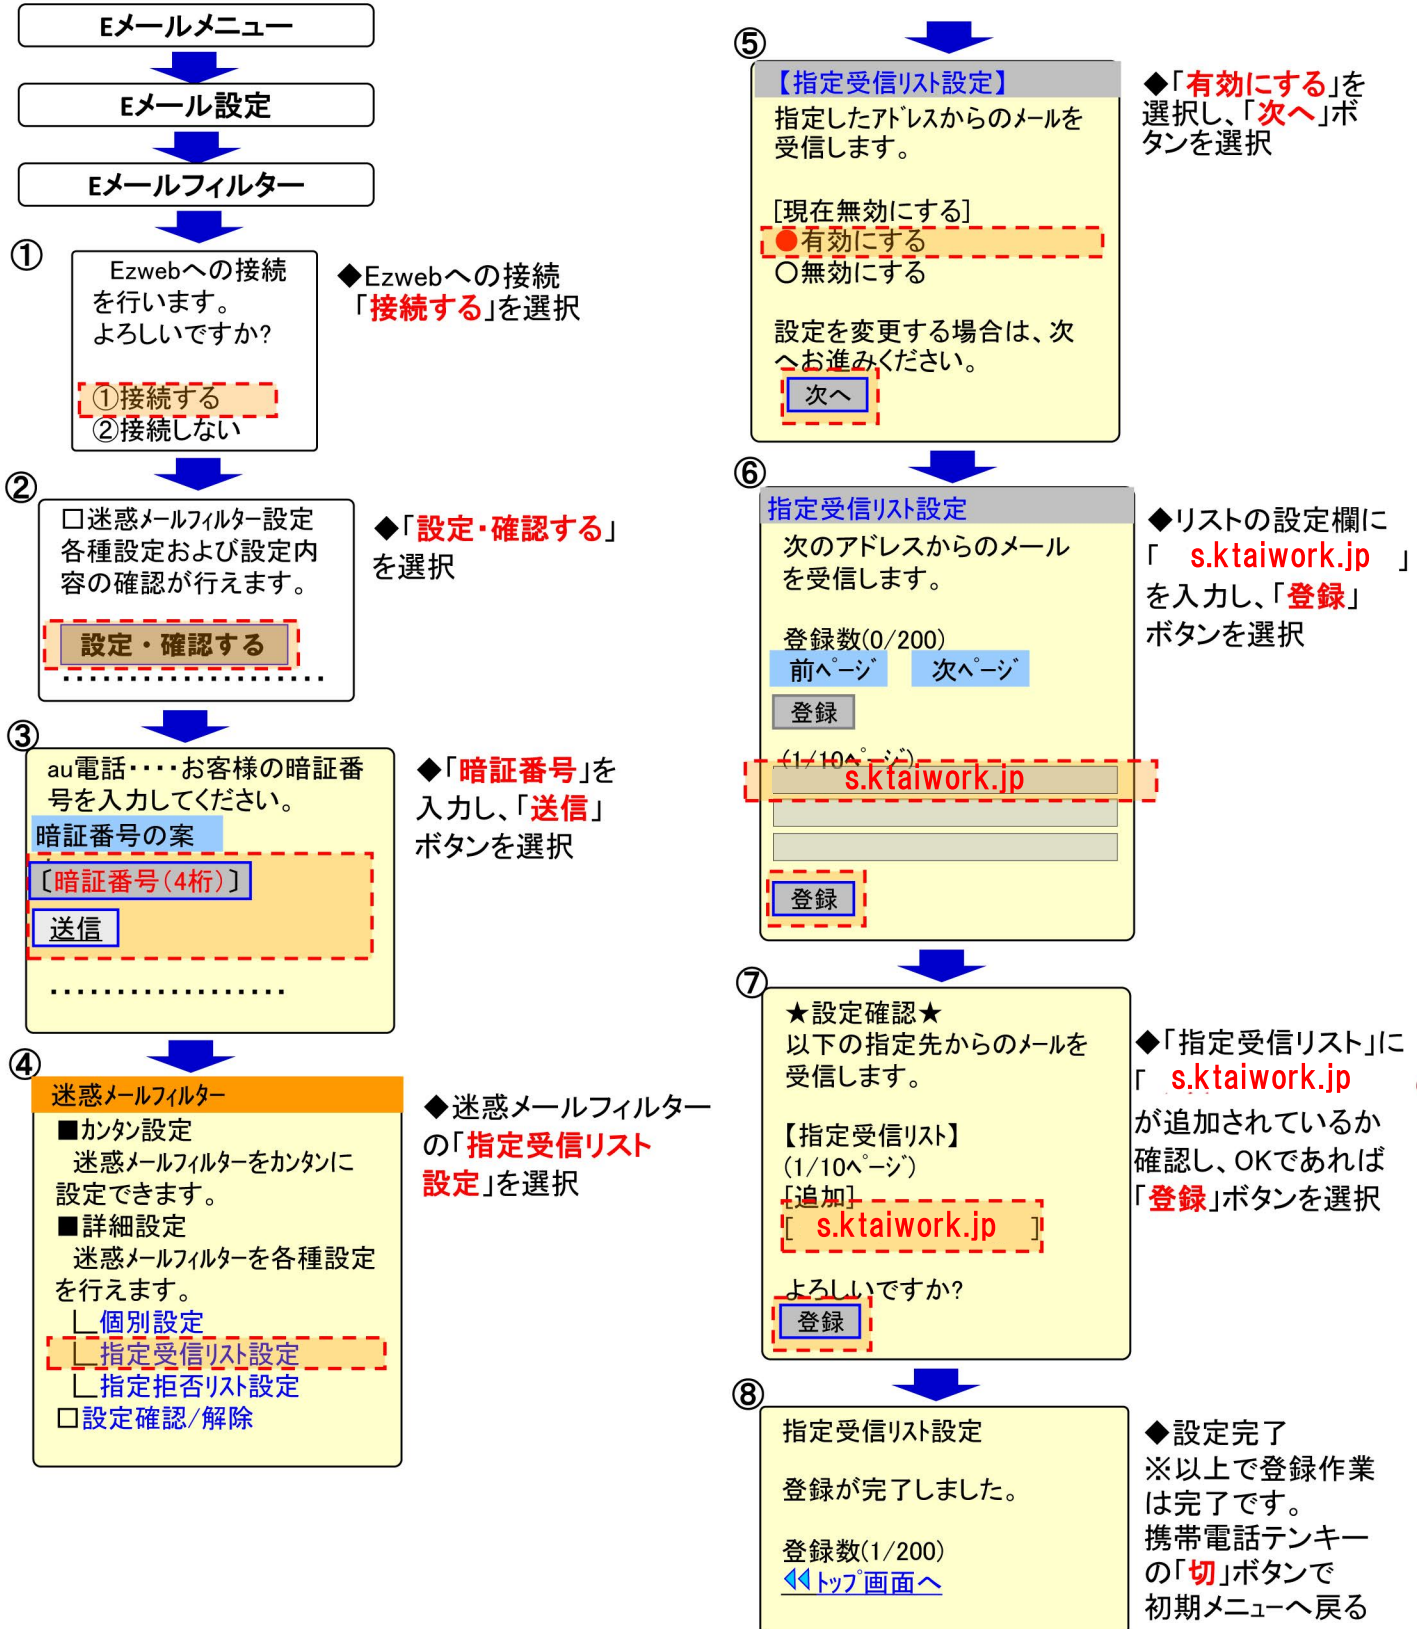 Eメールメニュー
Eメール設定
Eメールフィルター
①
Ezwebへの接続
を行います。
よろしいですか?
①接続する
②接続しない
◆Ezwebへの接続
「接続する」を選択
②
□迷惑メールフィルター設定
各種設定および設定内
容の確認が行えます。
設定・確認する
····················
◆「設定・確認する」
を選択
③
au電話････お客様の暗証番
号を入力してください。
暗証番号の案
〔暗証番号(4桁)〕
送信
··················
◆「暗証番号」を
入力し、「送信」
ボタンを選択
④
迷惑メールフィルター
■カンタン設定
迷惑メールフィルターをカンタンに
設定できます。
■詳細設定
迷惑メールフィルターを各種設定
を行えます。
∟個別設定
∟指定受信リスト設定
∟指定拒否リスト設定
□設定確認/解除
◆迷惑メールフィルター
の「指定受信リスト
設定」を選択
⑤
【指定受信リスト設定】
指定したアドレスからのメールを
受信します。
[現在無効にする]
●有効にする
○無効にする
設定を変更する場合は、次
へお進みください。
次へ
◆「有効にする」を
選択し、「次へ」ボ
タンを選択
⑥
指定受信リスト設定
次のアドレスからのメール
を受信します。
登録数(0/200)
前ページ 次ページ
登録
(1/10ページ)
s.ktaiwork.jp
登録
◆リストの設定欄に
「 s.ktaiwork.jp 」
を入力し、「登録」
ボタンを選択
⑦
★設定確認★
以下の指定先からのメールを
受信します。
【指定受信リスト】
(1/10ページ)
[追加]
[ s.ktaiwork.jp ]
よろしいですか?
登録
◆「指定受信リスト」に
「 s.ktaiwork.jp
が追加されているか
確認し、OKであれば
「登録」ボタンを選択
⑧
指定受信リスト設定
登録が完了しました。
登録数(1/200)
トップ画面へ
◆設定完了
※以上で登録作業
は完了です。
携帯電話テンキー
の「切」ボタンで
初期メニューへ戻る